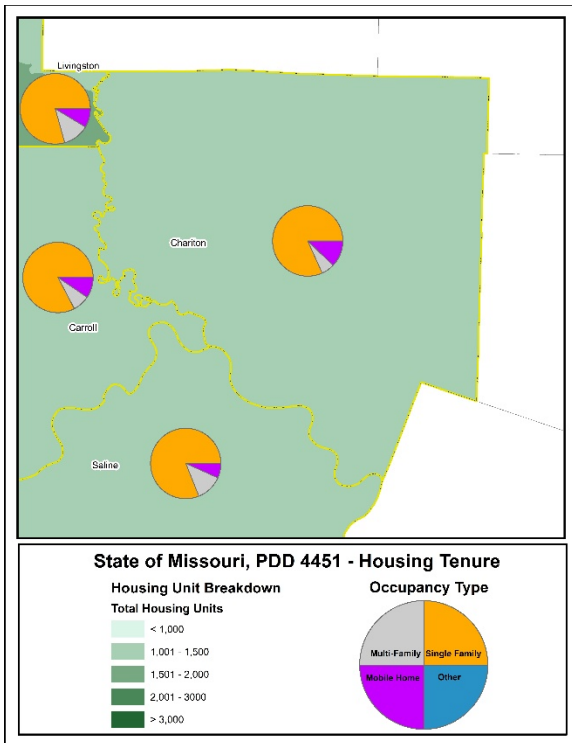 Livingston
Chariton
Carroll
Saline
State of Missouri, PDD 4451 - Housing Tenure
Housing Unit Breakdown
Total Housing Units
< 1,000
1,001 - 1,500
1,501 - 2,000
2,001 - 3000
> 3,000
Occupancy Type
Multi-Family
Single Family
Mobile Home
Other